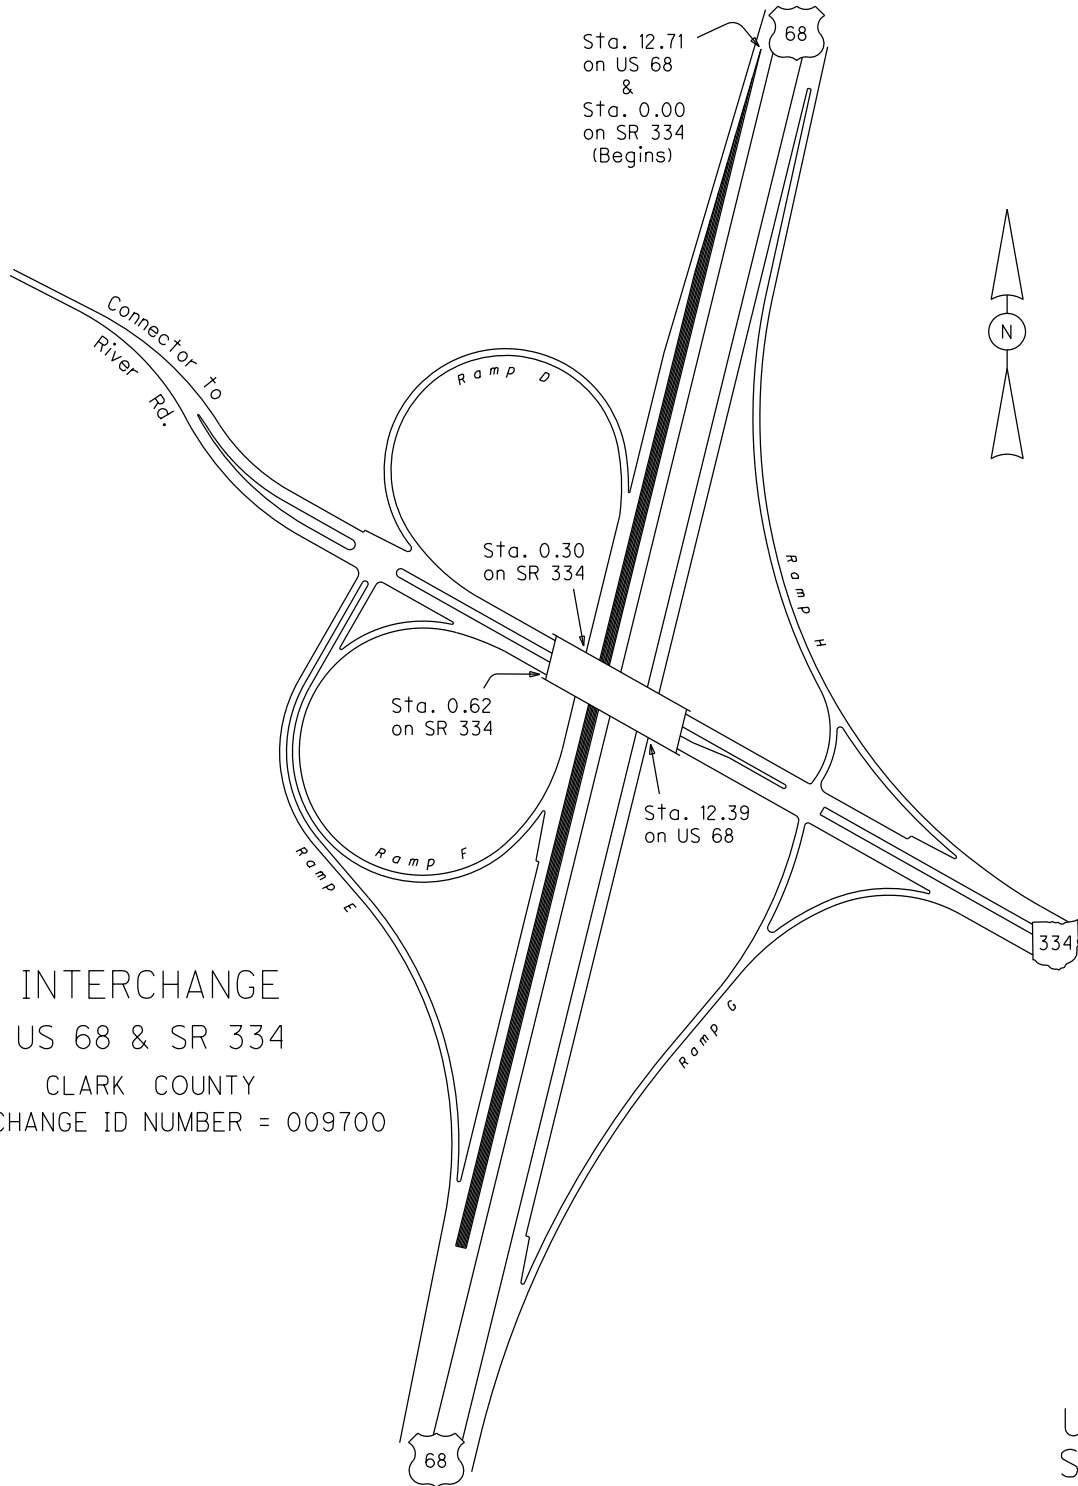 68
Sta. 12.71
on US 68
&
Sta. 0.00
on SR 334
(Begins)
N
Connector to
River Rd.
Ramp D
Sta. 0.30
on SR 334
Ramp H
Sta. 0.62
on SR 334
Sta. 12.39
on US 68
Ramp F
Ramp E
334
INTERCHANGE
US 68 & SR 334
CLARK COUNTY
CHANGE ID NUMBER = 009700
Ramp G
U
S
68